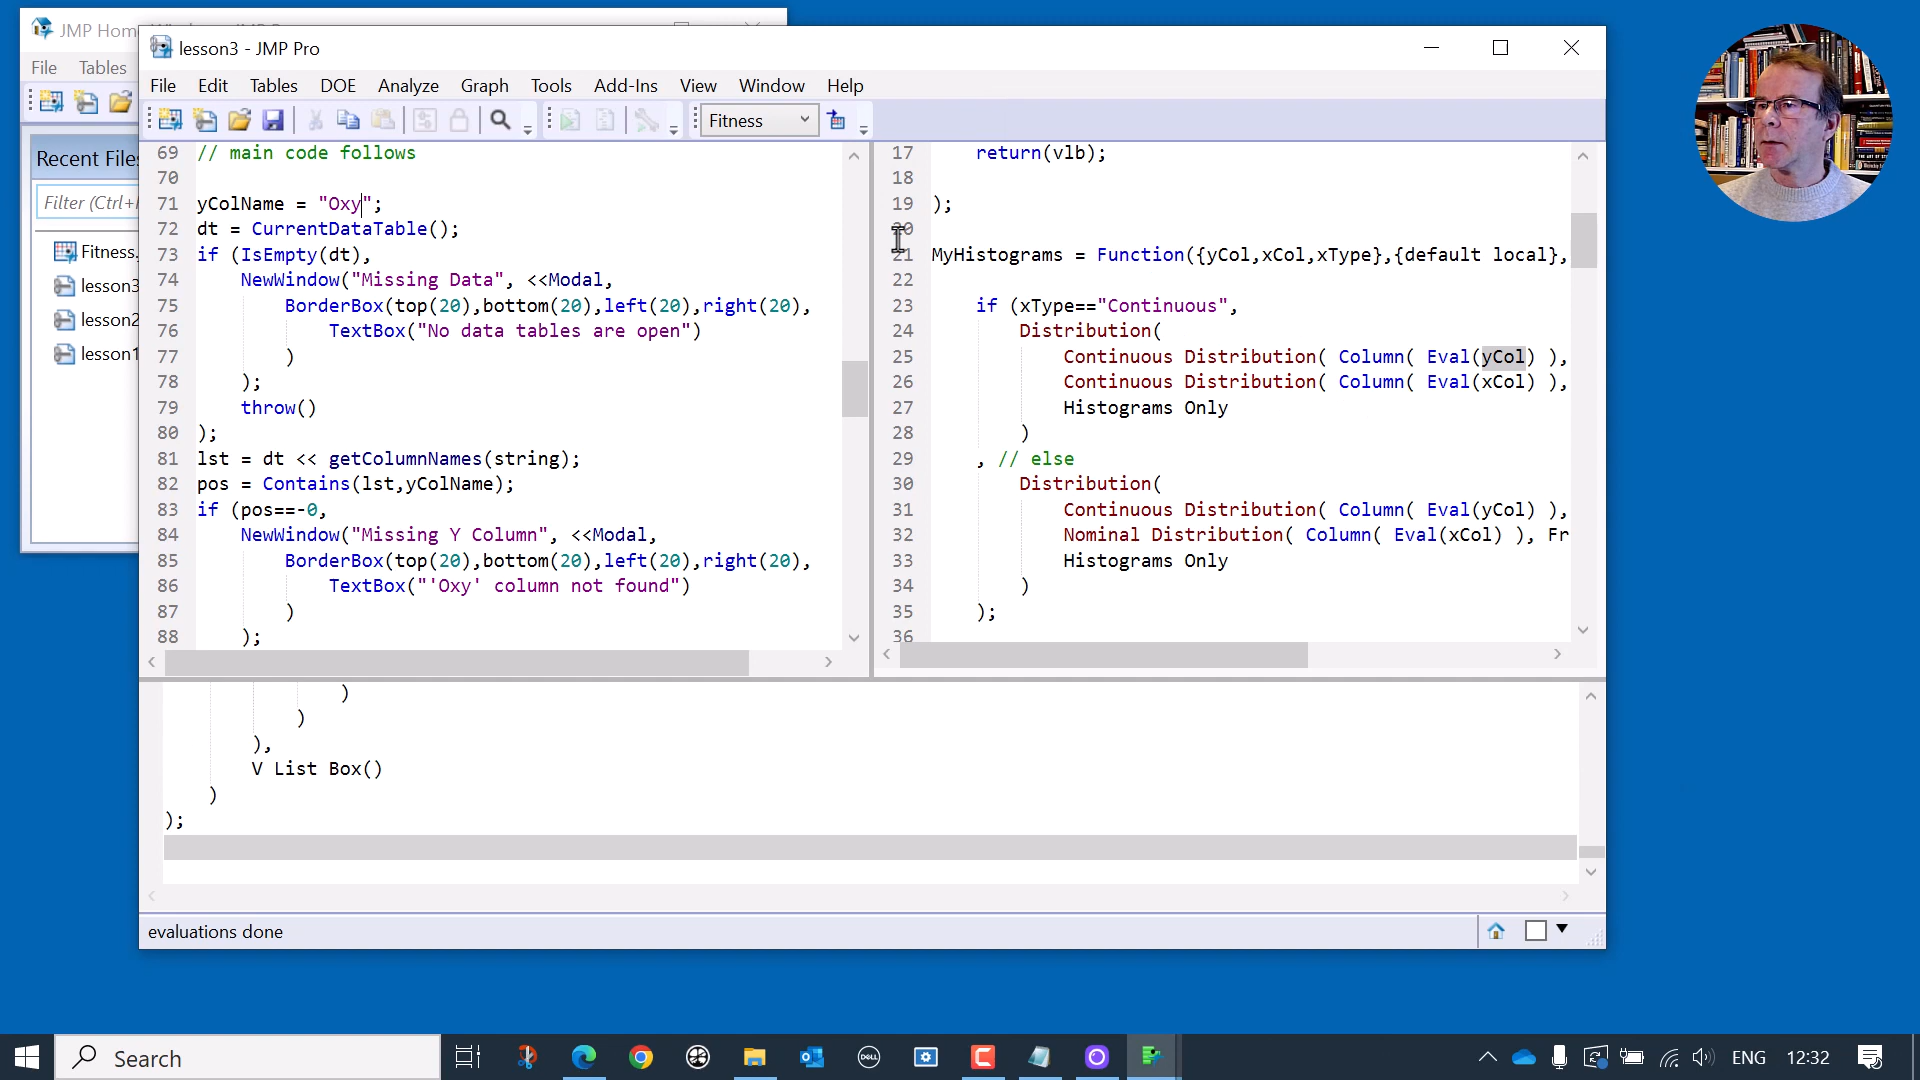 JMP Hom
File Tables
Recent File
Filter (Ctrl+
Fitness.
lesson3
lesson2
lesson1
lesson3 - JMP Pro
File Edit Tables DOE Analyze Graph Tools Add-Ins View Window Help
Fitness
69 // main code follows
70
71 yColName = "Oxy";
72 dt = CurrentDataTable();
73 if (IsEmpty(dt),
74 NewWindow("Missing Data", <<Modal,
75 BorderBox(top(20),bottom(20),left(20),right(20),
76 TextBox("No data tables are open")
77 )
78 );
79 throw()
80 );
81 lst = dt << getColumnNames(string);
82 pos = Contains(lst,yColName);
83 if (pos==-0,
84 NewWindow("Missing Y Column", <<Modal,
85 BorderBox(top(20),bottom(20),left(20),right(20),
86 TextBox("'Oxy' column not found")
87 )
88 );
17 return(vlb);
18
19 );
20
21 MyHistograms = Function({yCol,xCol,xType},{default local},
22
23 if (xType=="Continuous",
24 Distribution(
25 Continuous Distribution( Column( Eval(yCol) ),
26 Continuous Distribution( Column( Eval(xCol) ),
27 Histograms Only
28 )
29 , // else
30 Distribution(
31 Continuous Distribution( Column( Eval(yCol) ),
32 Nominal Distribution( Column( Eval(xCol) ), Fr
33 Histograms Only
34 )
35 );
36
)
)
),
V List Box()
)
);
evaluations done
Search
DELL
ENG 12:32